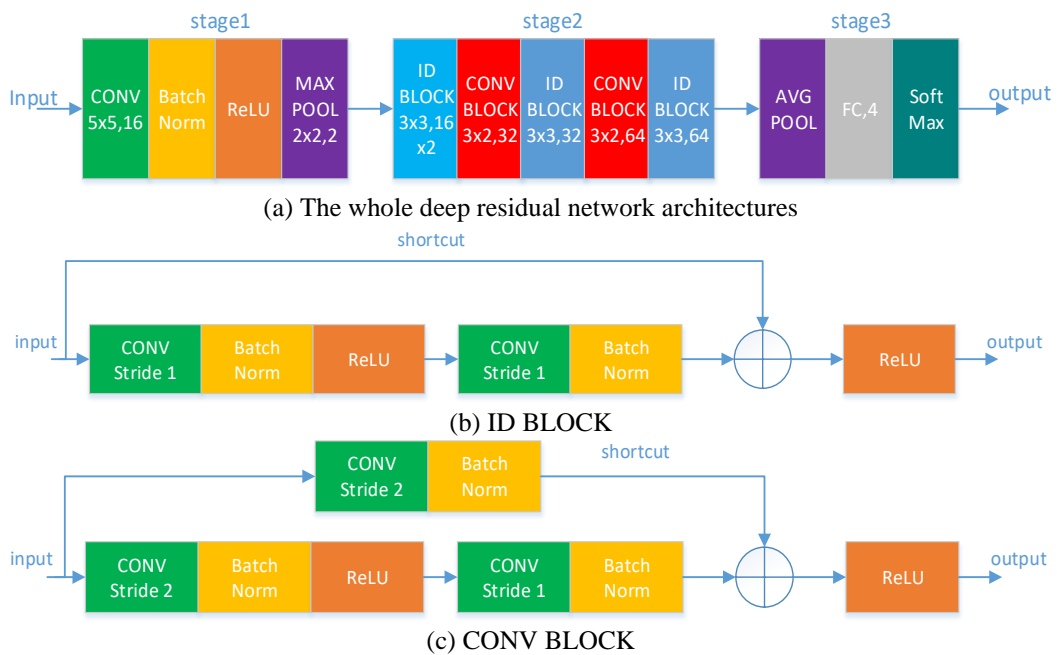 stage1
stage2
stage3
Input
CONV
5x5,16
Batch
Norm
ReLU
MAX
POOL
2x2,2
ID
BLOCK
3x3,16
x2
CONV
BLOCK
3x2,32
ID
BLOCK
3x3,32
CONV
BLOCK
3x2,64
ID
BLOCK
3x3,64
AVG
POOL
FC,4
Soft
Max
output
(a) The whole deep residual network architectures
shortcut
input
CONV
Stride 1
Batch
Norm
ReLU
CONV
Stride 1
Batch
Norm
ReLU
output
(b) ID BLOCK
CONV
Stride 2
Batch
Norm
shortcut
input
CONV
Stride 2
Batch
Norm
ReLU
CONV
Stride 1
Batch
Norm
ReLU
output
(c) CONV BLOCK